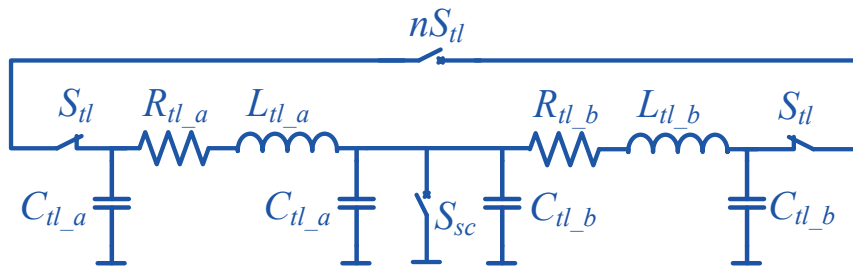 nS_tl
S_tl R_tl_a L_tl_a R_tl_b L_tl_b S_tl
C_tl_a C_tl_a S_sc C_tl_b C_tl_b